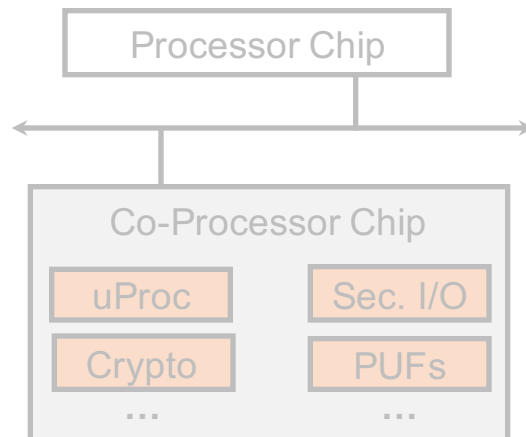 Processor Chip
Co-Processor Chip
uProc Sec. I/O
Crypto PUFs
... ...